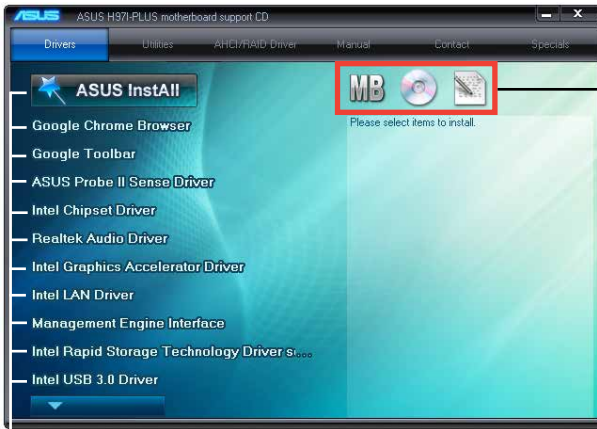 ASUS ASUS H97I-PLUS motherboard support CD
Drivers Utilities AHCI/RAID Driver Manual Contact Specials
ASUS InstAll
MB
Google Chrome Browser
Please select items to install.
Google Toolbar
ASUS Probe II Sense Driver
Intel Chipset Driver
Realtek Audio Driver
Intel Graphics Accelerator Driver
Intel LAN Driver
Management Engine Interface
Intel Rapid Storage Technology Driver s...
Intel USB 3.0 Driver